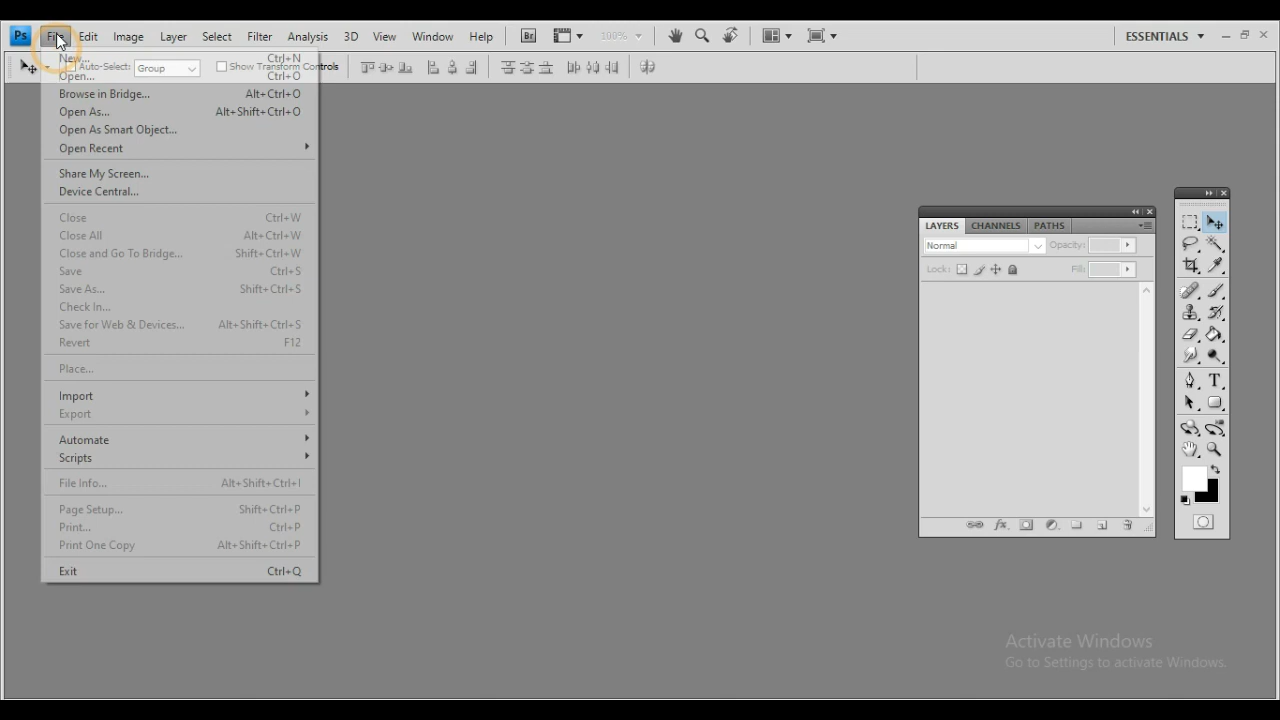 Ps File Edit Image Layer Select Filter Analysis 3D View Window Help Br 100% ESSENTIALS
Auto-Select: Group Show Transform Controls
New... Ctrl+N
Open... Ctrl+O
Browse in Bridge... Alt+Ctrl+O
Open As... Alt+Shift+Ctrl+O
Open As Smart Object...
Open Recent
Share My Screen...
Device Central...
Close Ctrl+W
Close All Alt+Ctrl+W
Close and Go To Bridge... Shift+Ctrl+W
Save Ctrl+S
Save As... Shift+Ctrl+S
Check In...
Save for Web & Devices... Alt+Shift+Ctrl+S
Revert F12
Place...
Import
Export
Automate
Scripts
File Info... Alt+Shift+Ctrl+I
Page Setup... Shift+Ctrl+P
Print... Ctrl+P
Print One Copy Alt+Shift+Ctrl+P
Exit Ctrl+Q
LAYERS CHANNELS PATHS
Normal Opacity:
Lock: Fill:
Activate Windows
Go to Settings to activate Windows.